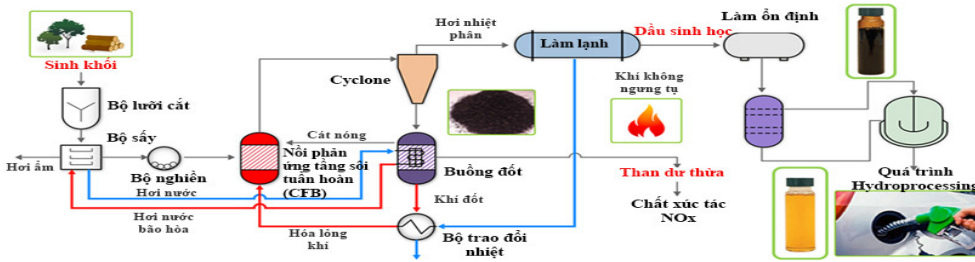 Sinh khối
Bộ lưỡi cắt
Bộ sấy
Hơi ẩm
Bộ nghiền
Hơi nước
Hơi nước
bão hòa
Nồi phản
ứng tầng sôi
tuần hoàn
(CFB)
Hóa lỏng
khí
Cyclone
Cát nóng
Hơi nhiệt
phân
Làm lạnh
Dầu sinh học
Làm ổn định
Khí không
ngưng tụ
Buồng đốt
Khí đốt
Bộ trao đổi
nhiệt
Than dư thừa
Chất xúc tác
NOx
Quá trình
Hydroprocessing